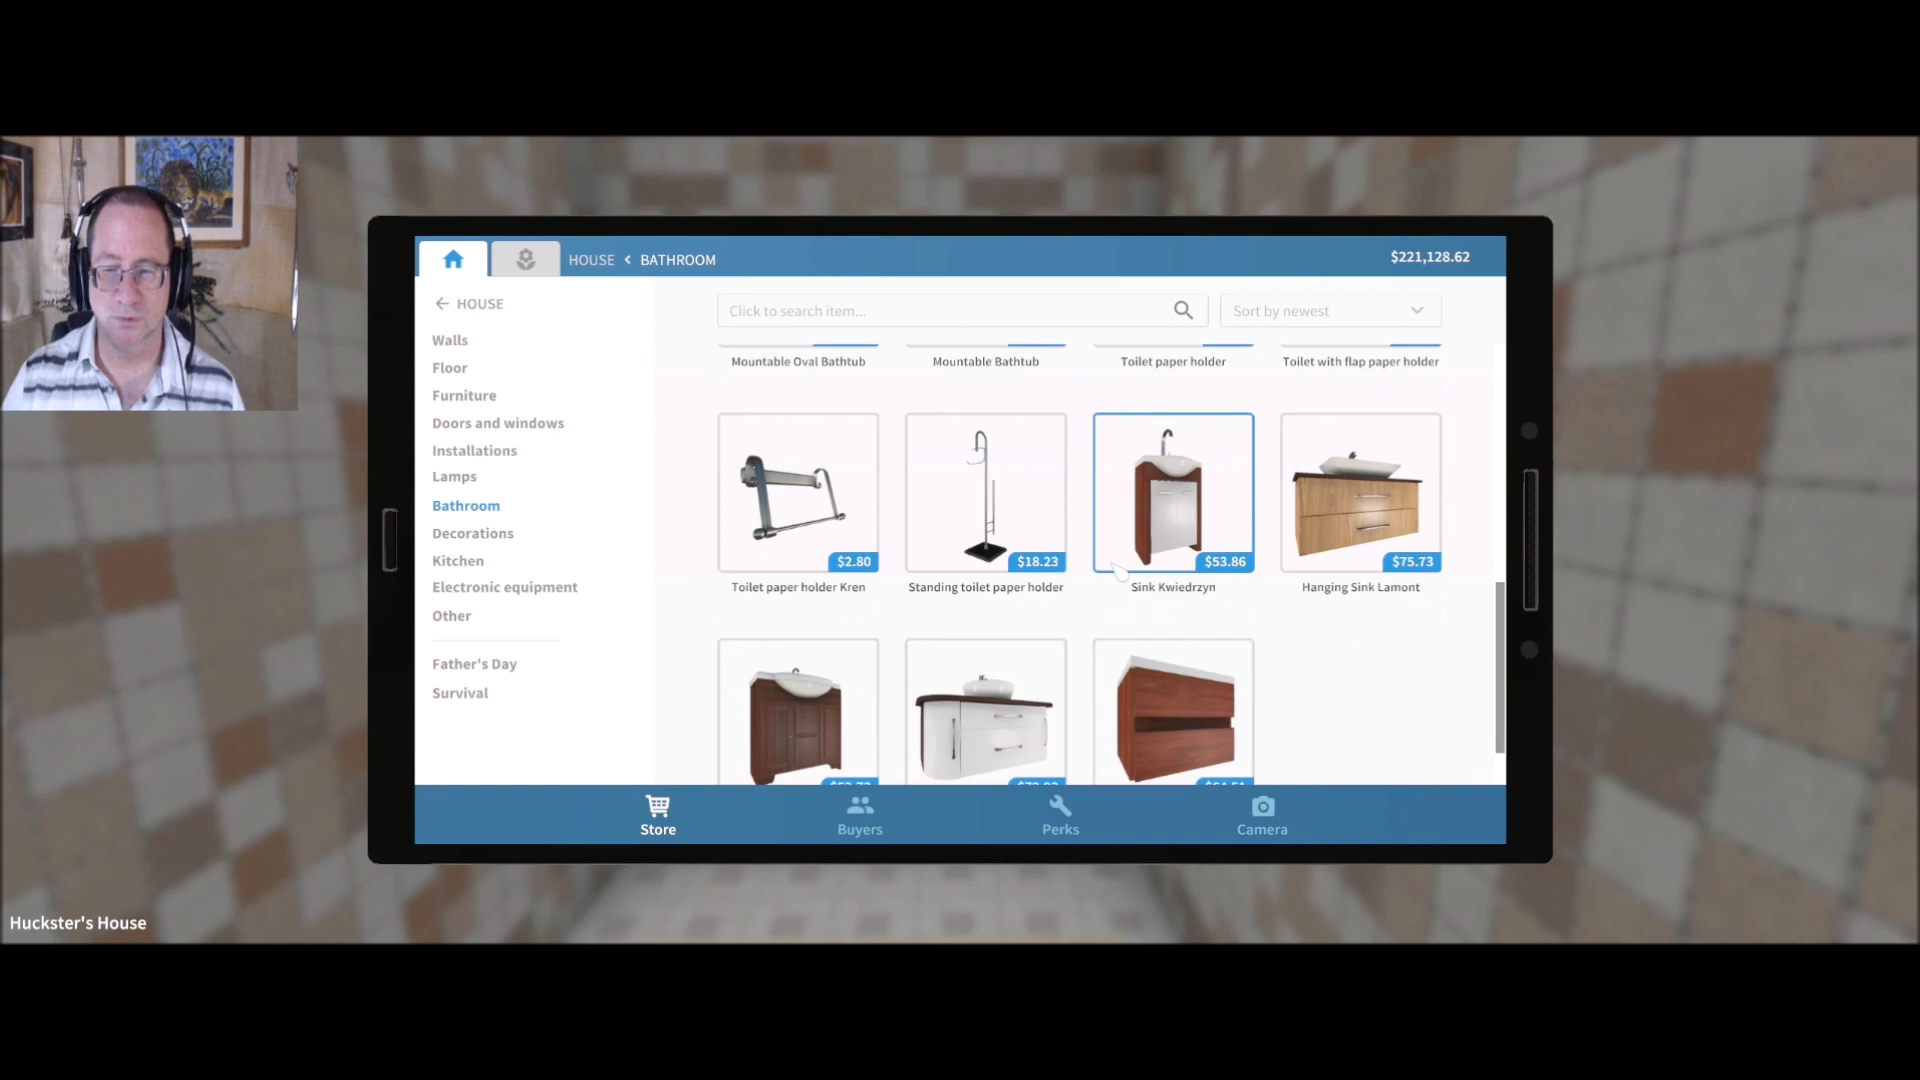 HOUSE < BATHROOM
$221,128.62
HOUSE
Walls
Floor
Furniture
Doors and windows
Installations
Lamps
Bathroom
Decorations
Kitchen
Electronic equipment
Other
Father's Day
Survival
Click to search item...
Sort by newest
Mountable Oval Bathtub
Mountable Bathtub
Toilet paper holder
Toilet with flap paper holder
$2.80
$18.23
$53.86
$75.73
Toilet paper holder Kren
Standing toilet paper holder
Sink Kwiedrzyn
Hanging Sink Lamont
Store
Buyers
Perks
Camera
Huckster's House